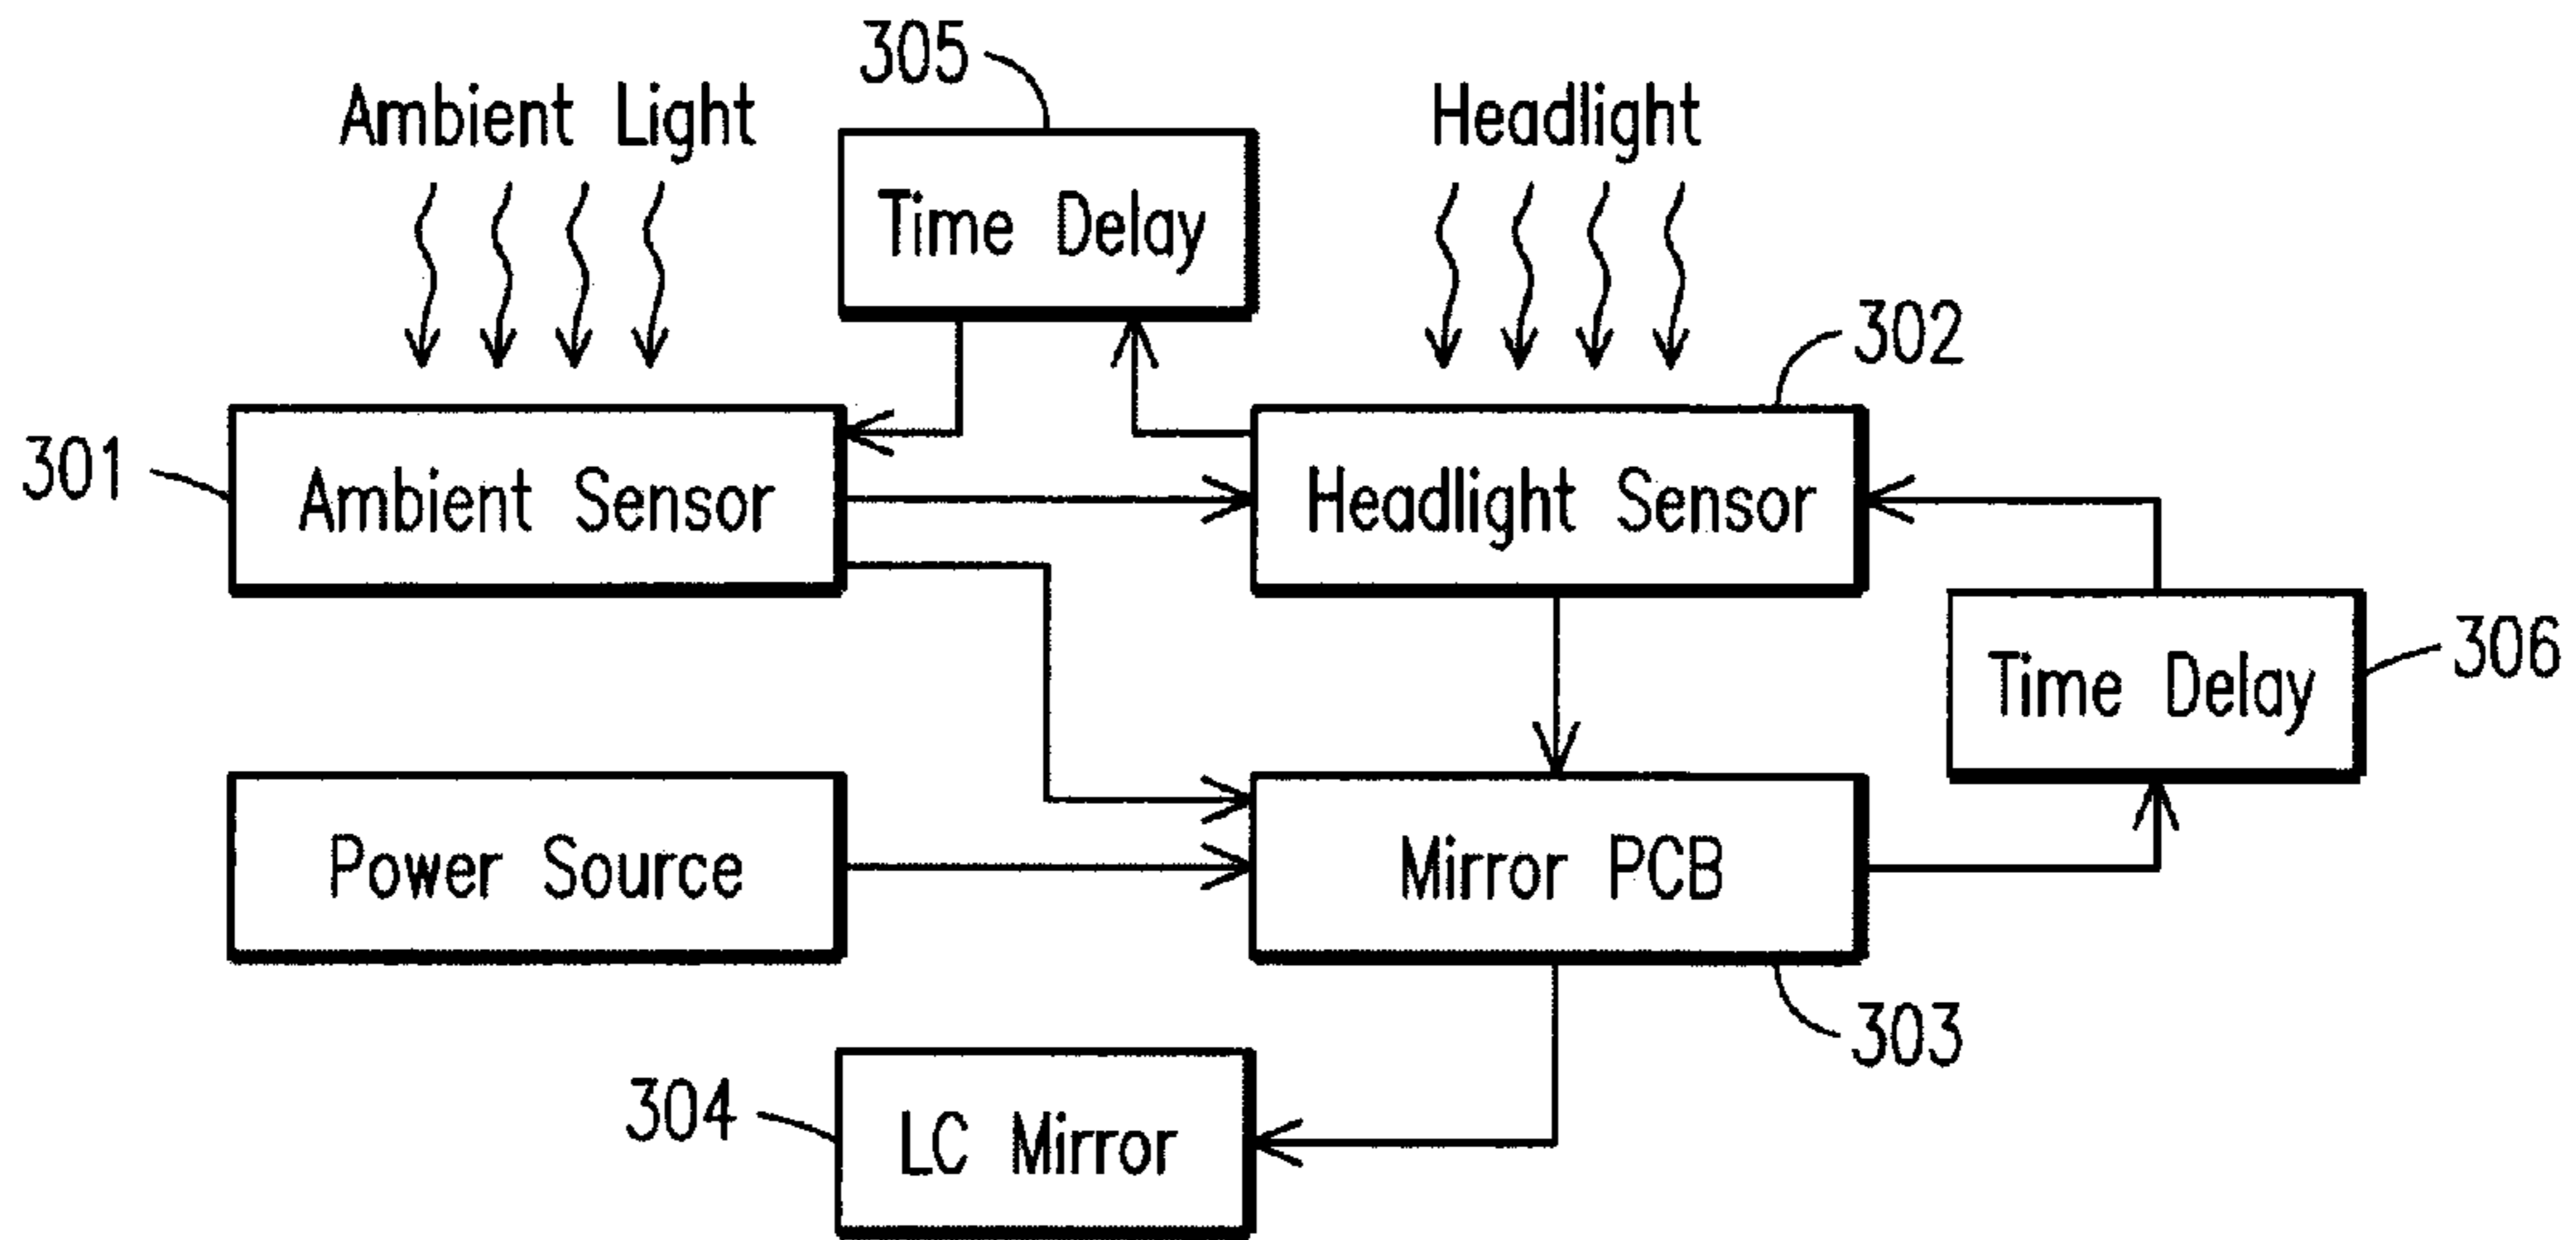 305
Ambient Light
Headlight
Time Delay
302
301
Ambient Sensor
Headlight Sensor
306
Time Delay
Power Source
Mirror PCB
303
304
LC Mirror